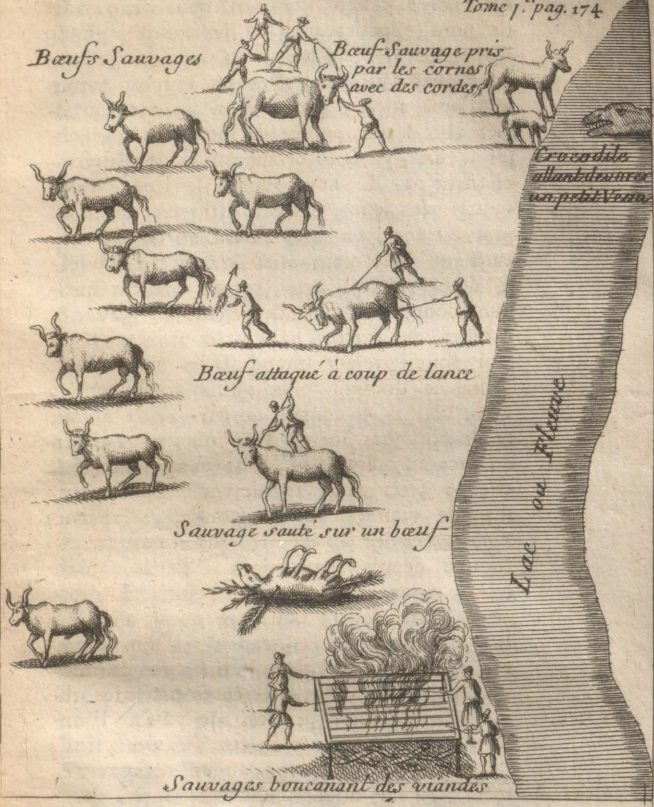 Tome 1. pag. 174
Bœufs Sauvages
Bœuf Sauvage pris
par les cornes
avec des cordes
Crocodile
allant devorer
un petit Veau
Bœuf attaqué à coup de lance
Lac ou Fleuve
Sauvage sauté sur un bœuf
Sauvages boucanant des viandes